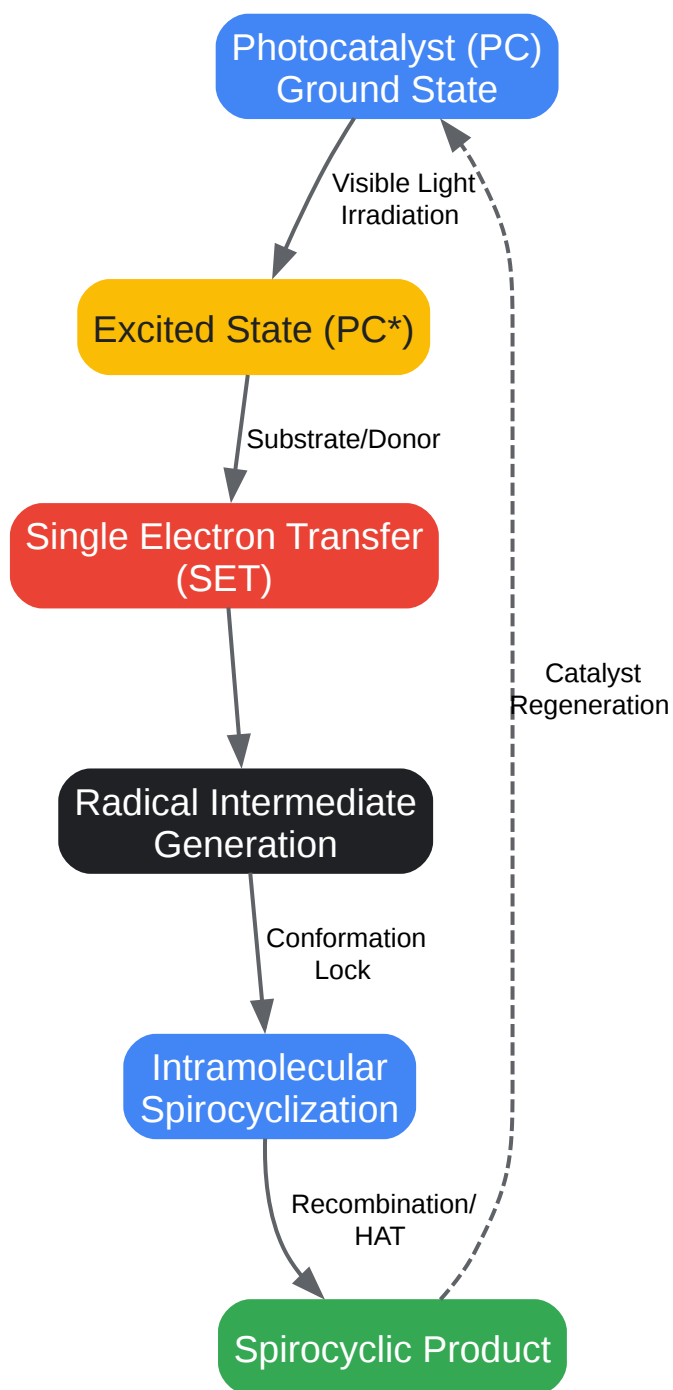 Photocatalyst (PC)
Ground State
Visible Light
Irradiation
Excited State (PC*)
Substrate/Donor
Single Electron Transfer
(SET)
Catalyst
Regeneration
Radical Intermediate
Generation
Conformation
Lock
Intramolecular
Spirocyclization
Recombination/
HAT
Spirocyclic Product